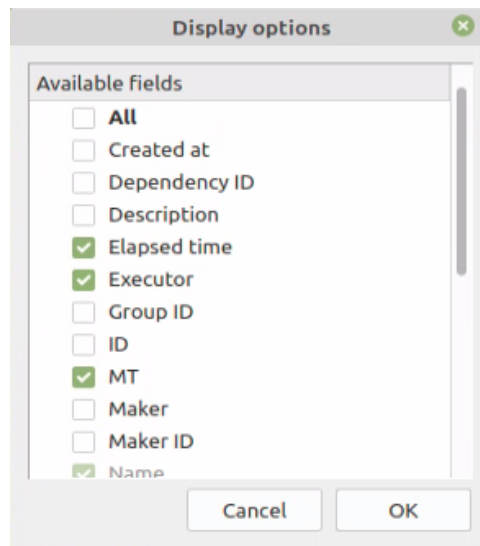 Display options
Available fields
All
Created at
Dependency ID
Description
Elapsed time
Executor
Group ID
ID
MT
Maker
Maker ID
Name
Cancel OK